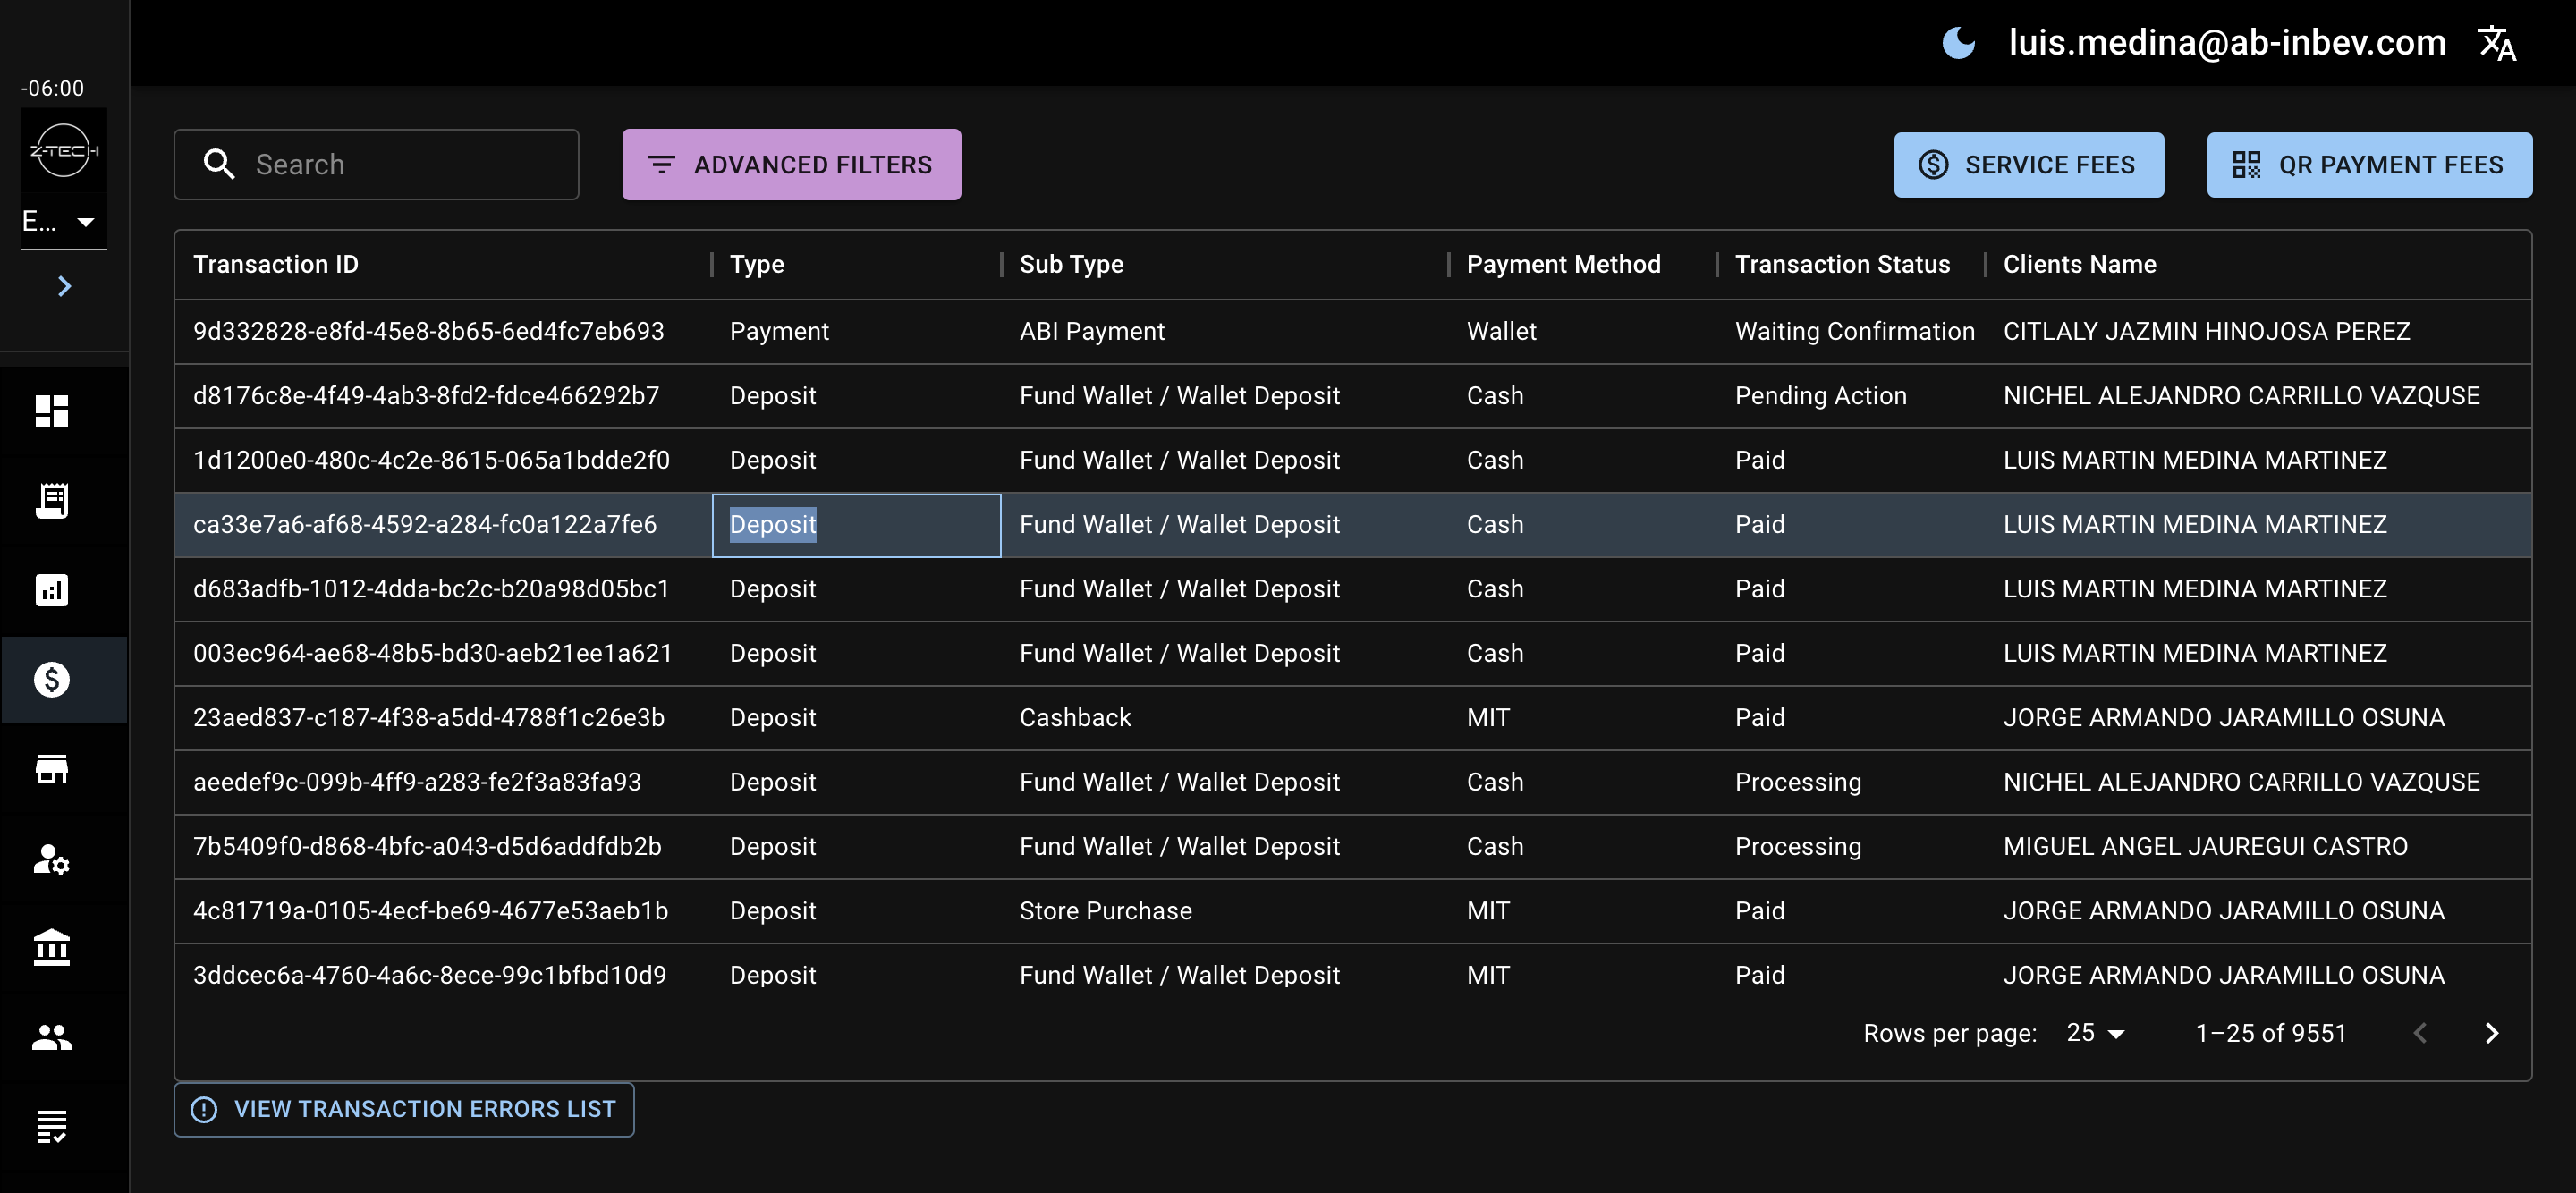 luis.medina@ab-inbev.com
-06:00
Z-TECH
E...
Search
ADVANCED FILTERS
SERVICE FEES
QR PAYMENT FEES
Transaction ID Type Sub Type Payment Method Transaction Status Clients Name
9d332828-e8fd-45e8-8b65-6ed4fc7eb693 Payment ABI Payment Wallet Waiting Confirmation CITLALY JAZMIN HINOJOSA PEREZ
d8176c8e-4f49-4ab3-8fd2-fdce466292b7 Deposit Fund Wallet / Wallet Deposit Cash Pending Action NICHEL ALEJANDRO CARRILLO VAZQUSE
1d1200e0-480c-4c2e-8615-065a1bdde2f0 Deposit Fund Wallet / Wallet Deposit Cash Paid LUIS MARTIN MEDINA MARTINEZ
ca33e7a6-af68-4592-a284-fc0a122a7fe6 Deposit Fund Wallet / Wallet Deposit Cash Paid LUIS MARTIN MEDINA MARTINEZ
d683adfb-1012-4dda-bc2c-b20a98d05bc1 Deposit Fund Wallet / Wallet Deposit Cash Paid LUIS MARTIN MEDINA MARTINEZ
003ec964-ae68-48b5-bd30-aeb21ee1a621 Deposit Fund Wallet / Wallet Deposit Cash Paid LUIS MARTIN MEDINA MARTINEZ
23aed837-c187-4f38-a5dd-4788f1c26e3b Deposit Cashback MIT Paid JORGE ARMANDO JARAMILLO OSUNA
aeedef9c-099b-4ff9-a283-fe2f3a83fa93 Deposit Fund Wallet / Wallet Deposit Cash Processing NICHEL ALEJANDRO CARRILLO VAZQUSE
7b5409f0-d868-4bfc-a043-d5d6addfdb2b Deposit Fund Wallet / Wallet Deposit Cash Processing MIGUEL ANGEL JAUREGUI CASTRO
4c81719a-0105-4ecf-be69-4677e53aeb1b Deposit Store Purchase MIT Paid JORGE ARMANDO JARAMILLO OSUNA
3ddcec6a-4760-4a6c-8ece-99c1bfbd10d9 Deposit Fund Wallet / Wallet Deposit MIT Paid JORGE ARMANDO JARAMILLO OSUNA
Rows per page: 25 1–25 of 9551
VIEW TRANSACTION ERRORS LIST